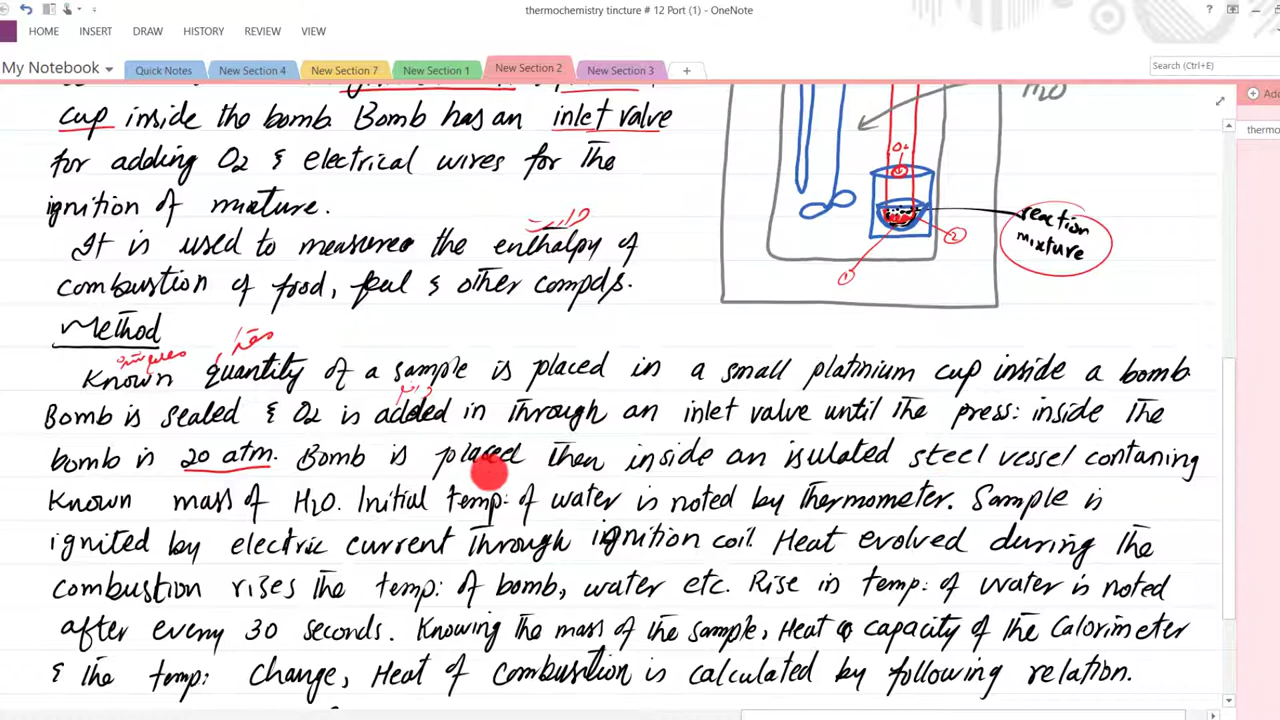 thermochemistry tincture # 12 Port (1) - OneNote
HOME INSERT DRAW HISTORY REVIEW VIEW
My Notebook Quick Notes New Section 4 New Section 7 New Section 1 New Section 2 New Section 3 +
Search (Ctrl+E)
Add
thermo
cup inside the bomb. Bomb has an inlet valve
for adding O2 & electrical wires for the
ignition of mixture.
It is used to measure the enthalpy of
combustion of food, fuel & other compds.
Method
Known quantity of a sample is placed in a small platinium cup inside a bomb
Bomb is sealed & O2 is added in through an inlet valve until the press: inside the
bomb is 20 atm. Bomb is placed then inside an isulated steel vessel containg
Known mass of H2O. Initial temp: of water is noted by thermometer. Sample is
ignited by electric current through ignition coil. Heat evolved during the
combustion rises the temp: of bomb, water etc. Rise in temp: of water is noted
after every 30 seconds. Knowing the mass of the sample, Heat capacity of the Calorimeter
& the temp: Change, Heat of combustion is calculated by following relation.
H2O
reaction
mixture
1
2